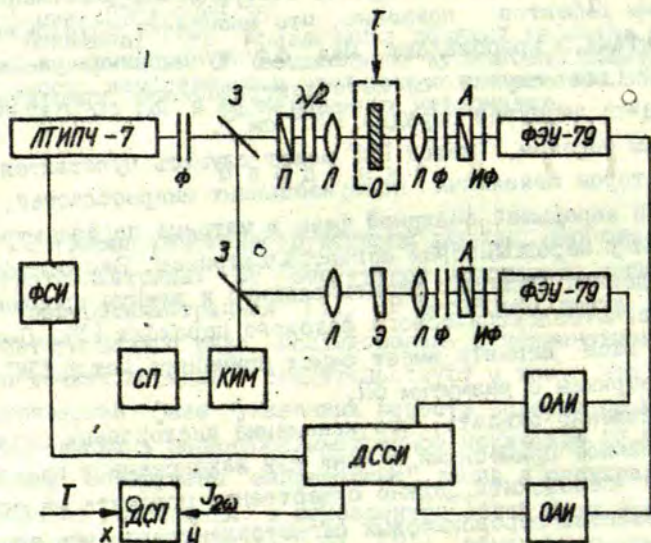 T
ЛТИПЧ-7 Ф З П λ/2 Л О Л Ф А ИФ ФЭУ-79
З Л Э Л Ф А ИФ ФЭУ-79
ФСИ
СП КИМ ОАИ
ДССИ
T X ДСП J2ω У ОАИ